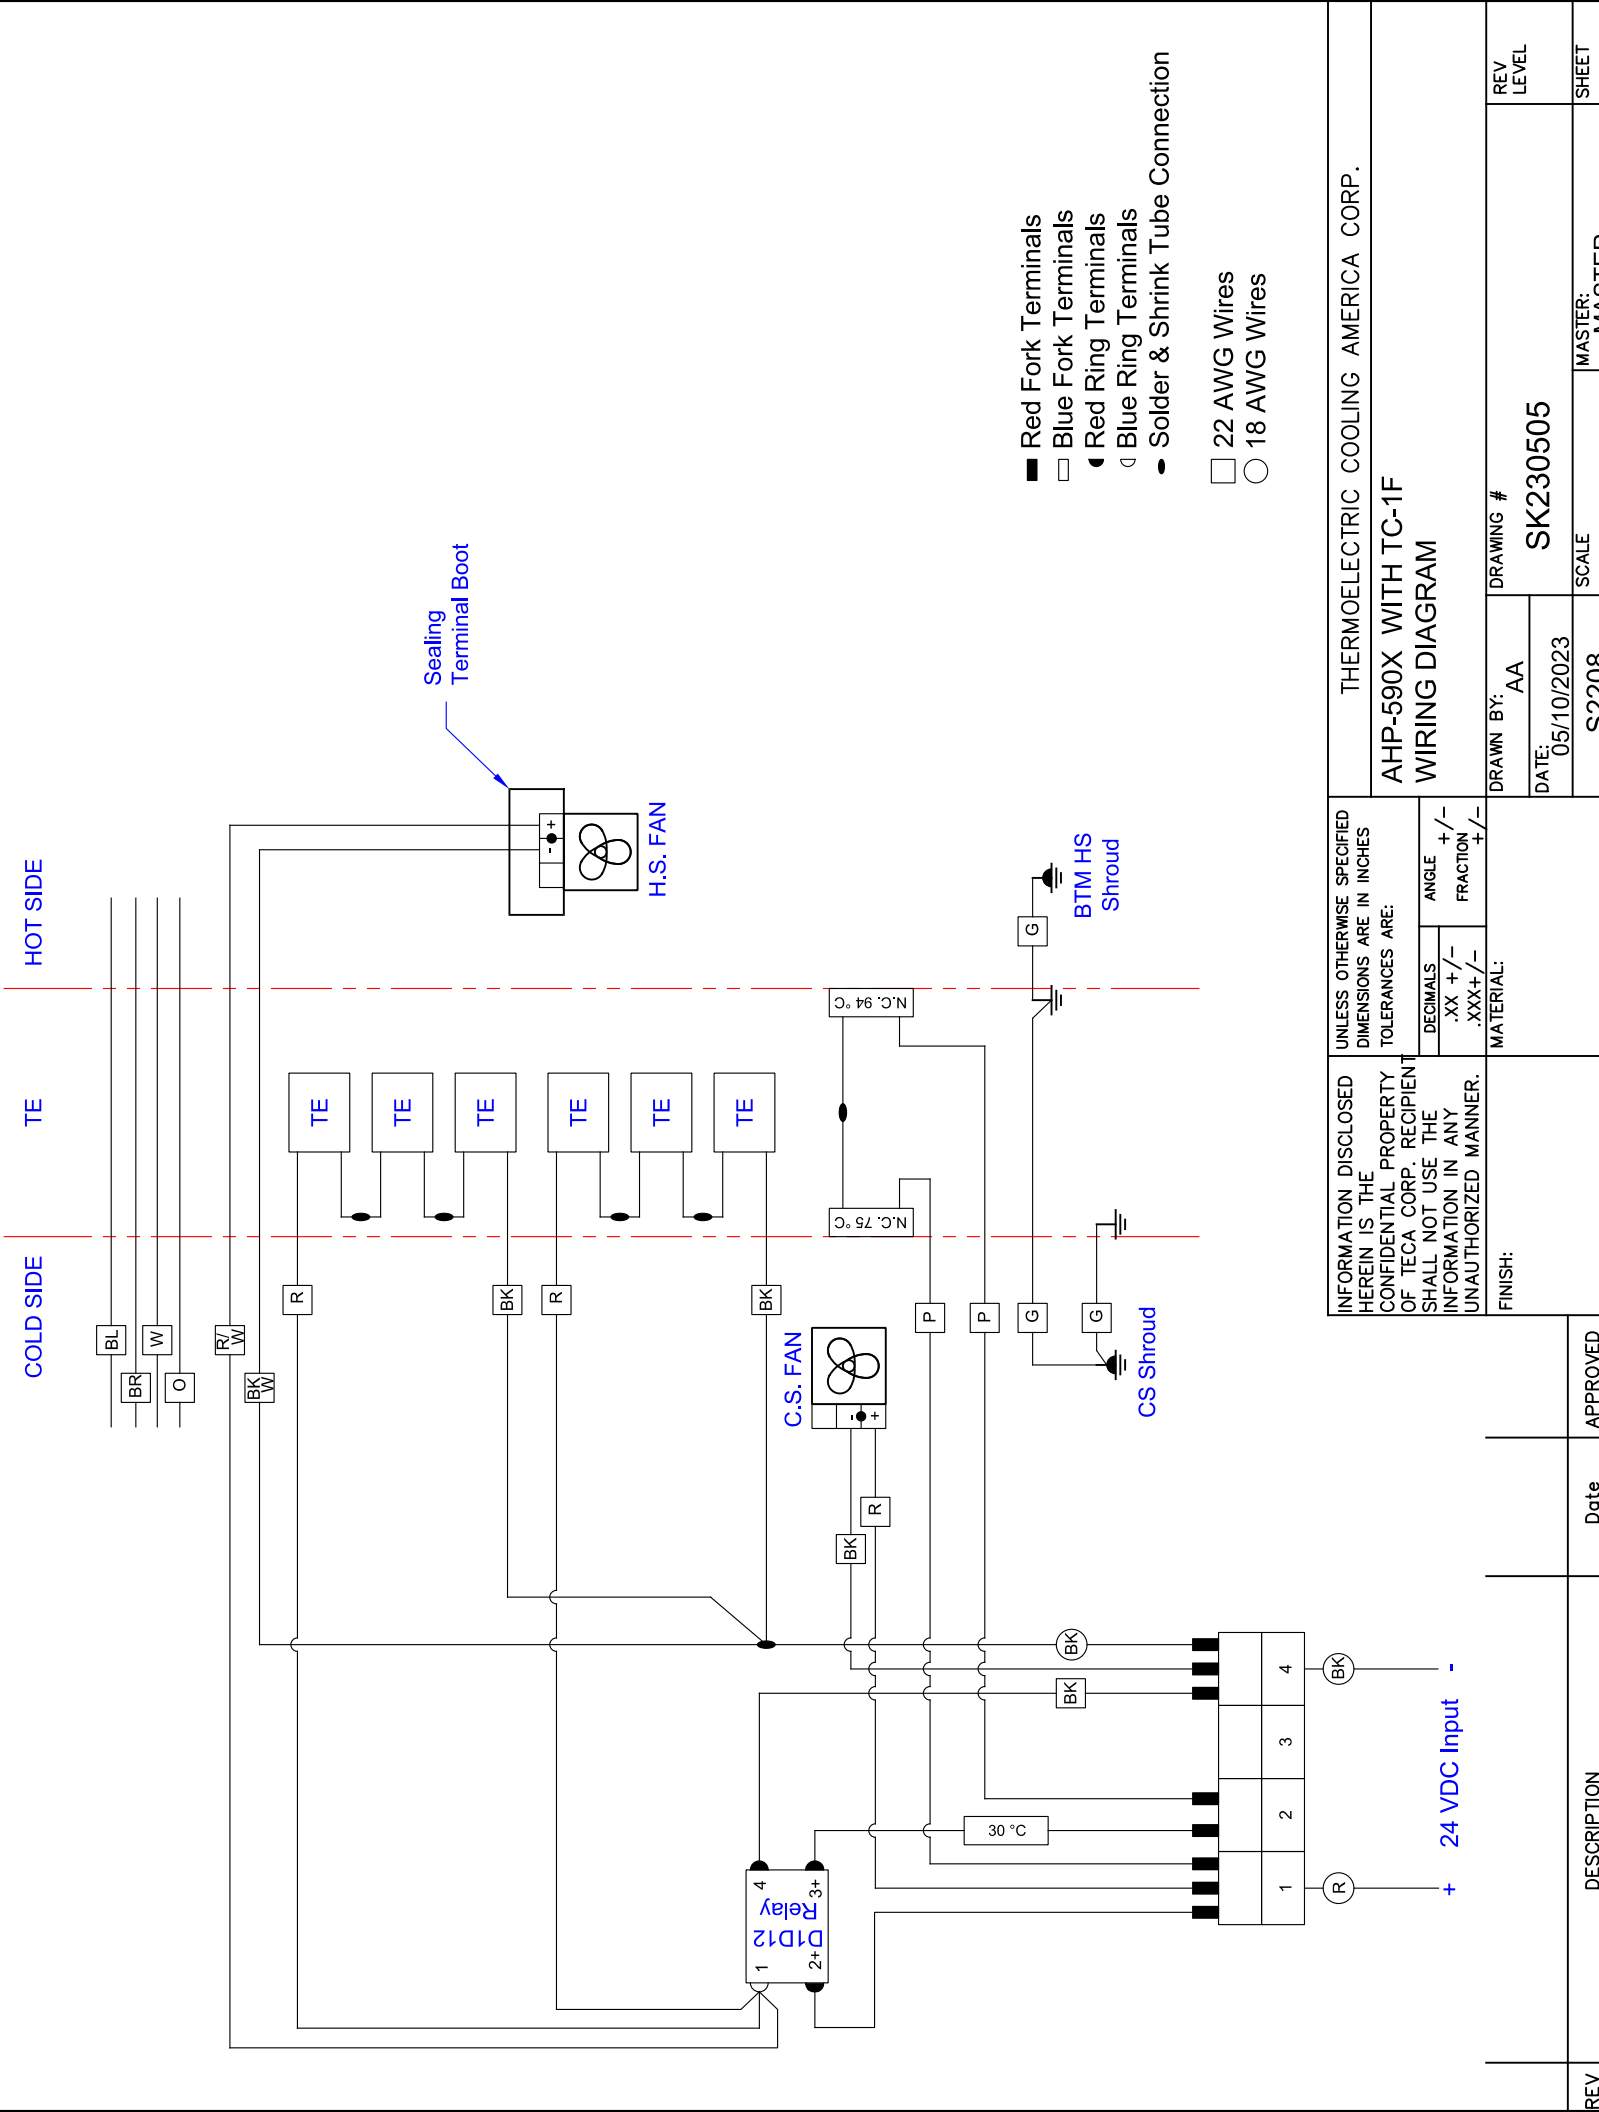 COLD SIDE
TE
HOT SIDE
BL
BR
W
O
R/
W
BK
W
R
BK
R
BK
TE
TE
TE
TE
TE
TE
Sealing
Terminal Boot
- +
H.S. FAN
C.S. FAN
- +
BK
R
N.C. 75 °C
N.C. 94 °C
P
P
G
G
G
CS Shroud
BTM HS
Shroud
D1D12
Relay
1
4
2+
3+
30 °C
BK
BK
1
2
3
4
R
BK
+ 24 VDC Input -
Red Fork Terminals
Blue Fork Terminals
Red Ring Terminals
Blue Ring Terminals
Solder & Shrink Tube Connection
22 AWG Wires
18 AWG Wires
INFORMATION DISCLOSED
HEREIN IS THE
CONFIDENTIAL PROPERTY
OF TECA CORP. RECIPIENT
SHALL NOT USE THE
INFORMATION IN ANY
UNAUTHORIZED MANNER.
FINISH:
UNLESS OTHERWISE SPECIFIED
DIMENSIONS ARE IN INCHES
TOLERANCES ARE:
DECIMALS
.XX +/-
.XXX+/-
ANGLE
+/-
FRACTION
+/-
MATERIAL:
THERMOELECTRIC COOLING AMERICA CORP.
AHP-590X WITH TC-1F
WIRING DIAGRAM
DRAWN BY:
AA
DATE:
05/10/2023
S2208
DRAWING #
SK230505
SCALE
MASTER:
MASTER
REV
LEVEL
SHEET
REV
DESCRIPTION
Date
APPROVED